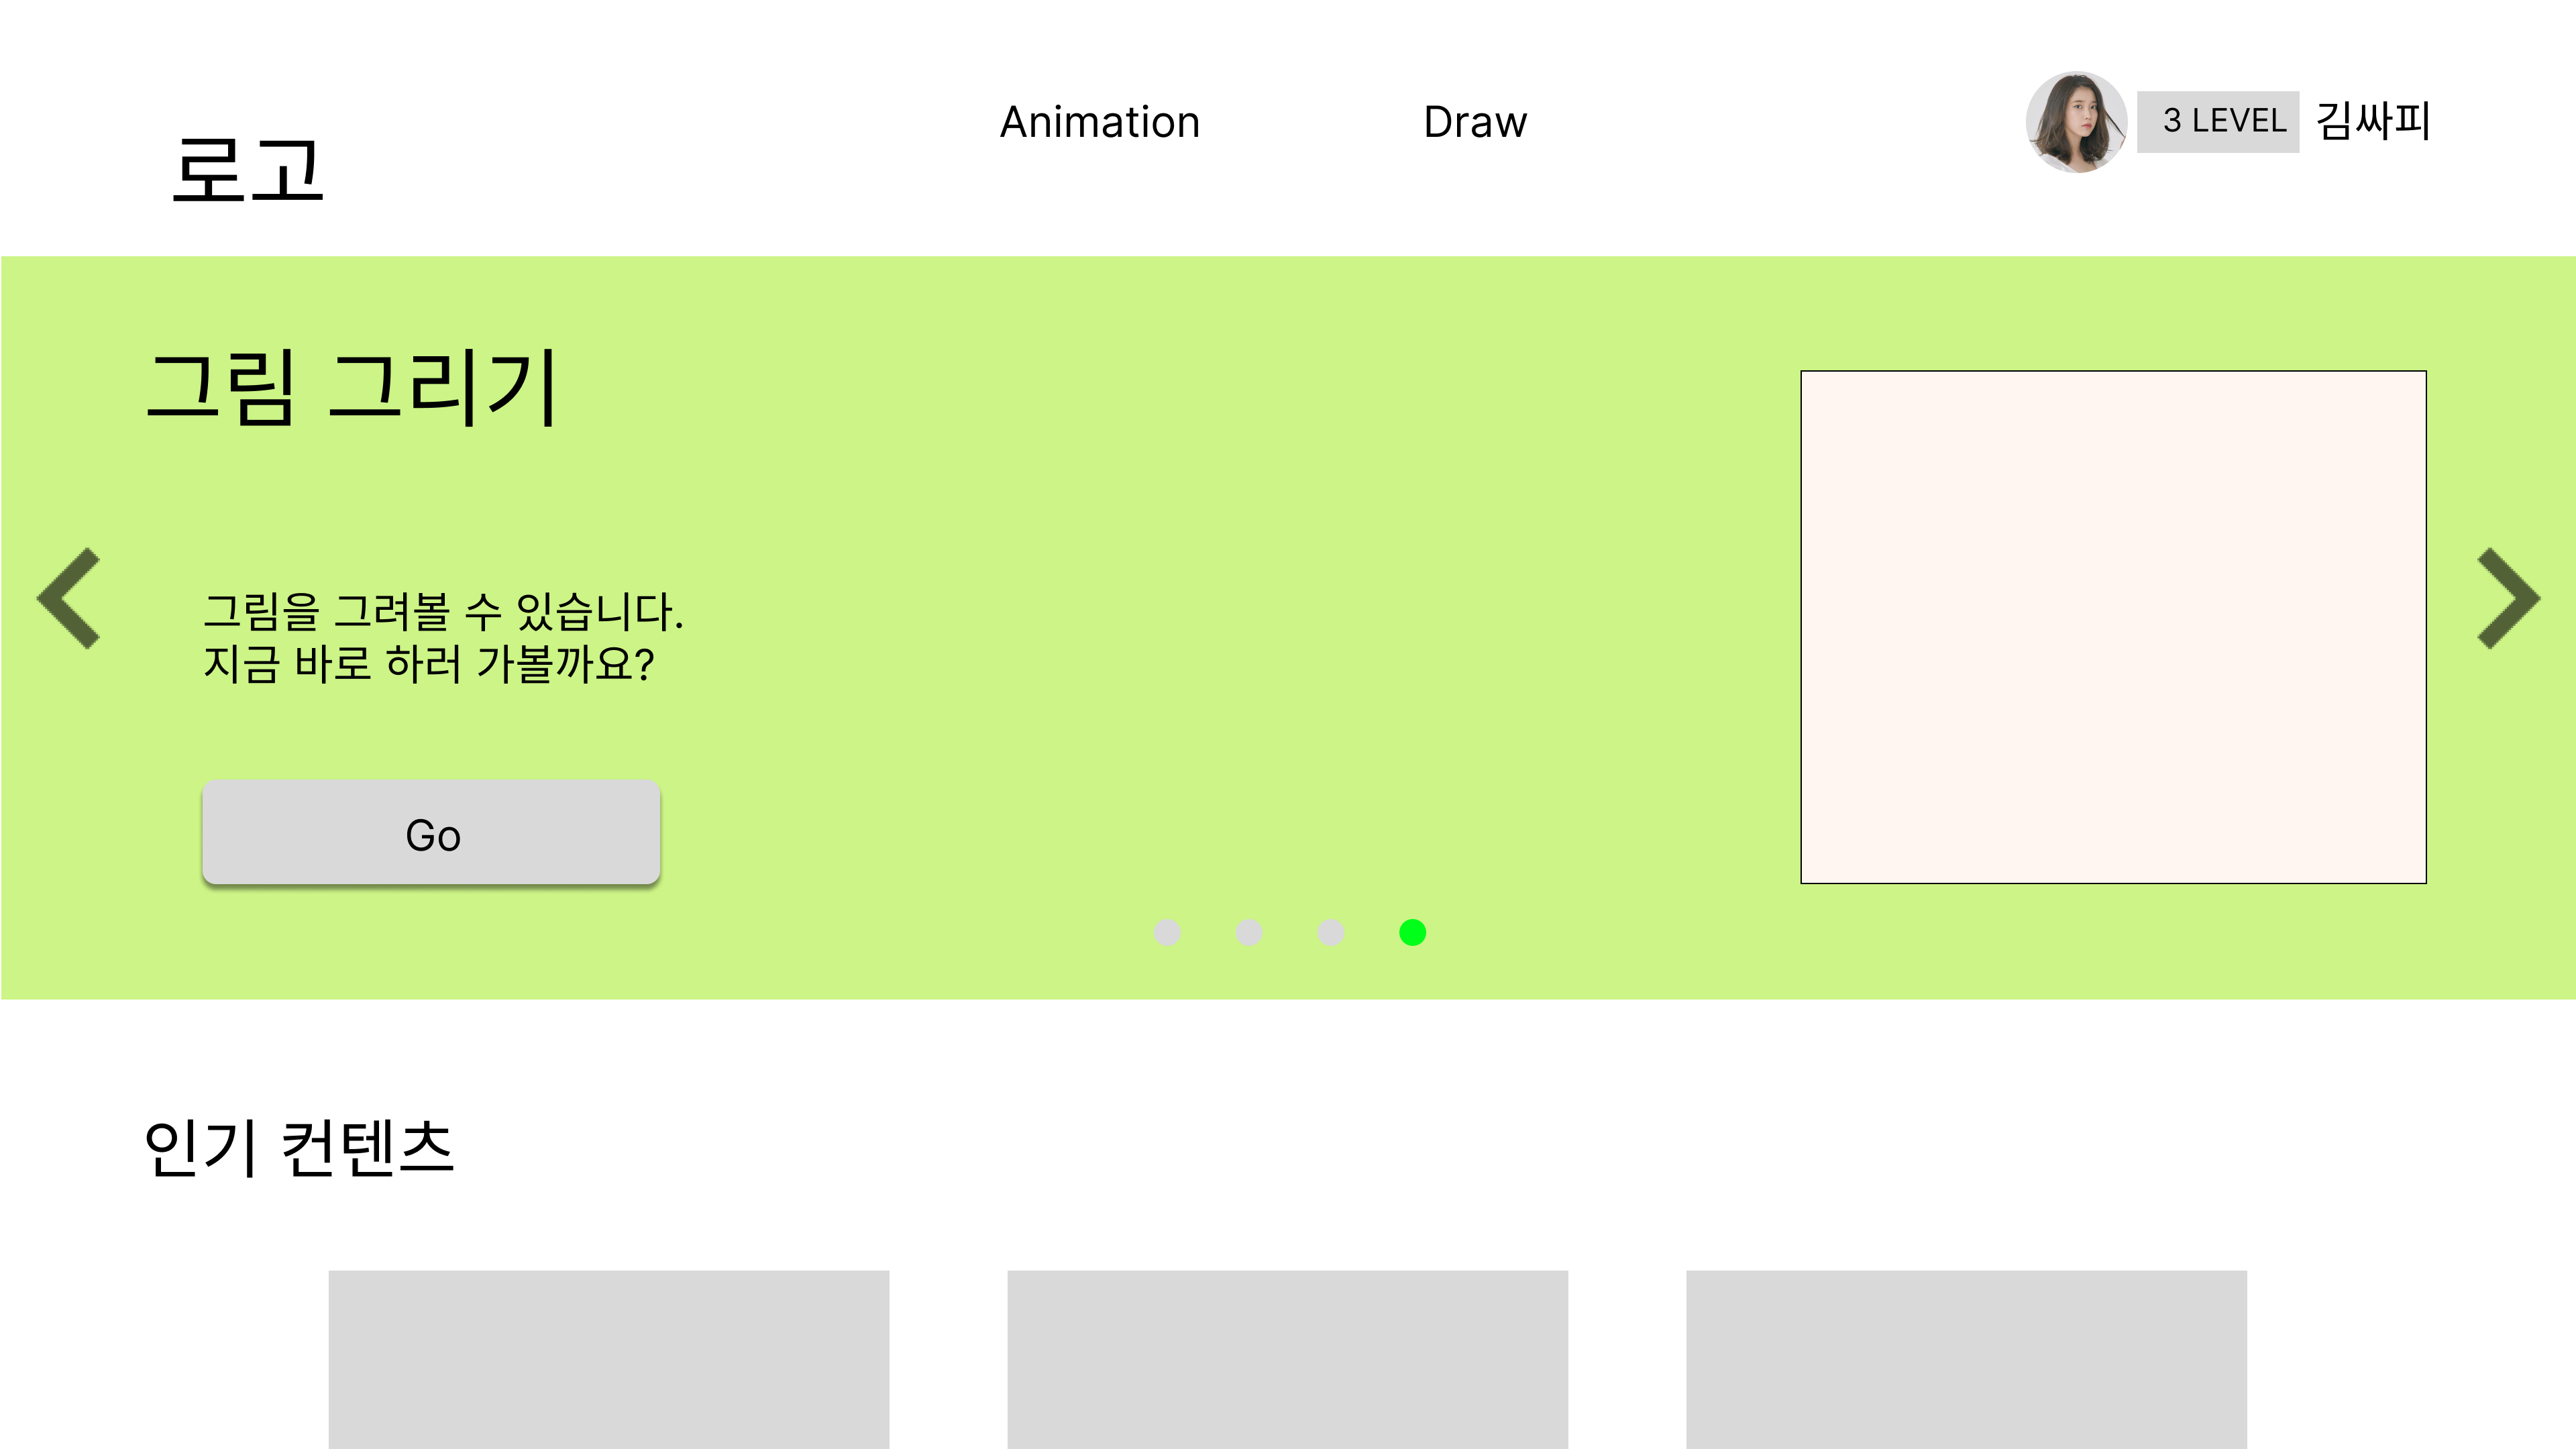 로고
Animation
Draw
3 LEVEL
김싸피
그림 그리기
그림을 그려볼 수 있습니다.
지금 바로 하러 가볼까요?
Go
인기 컨텐츠